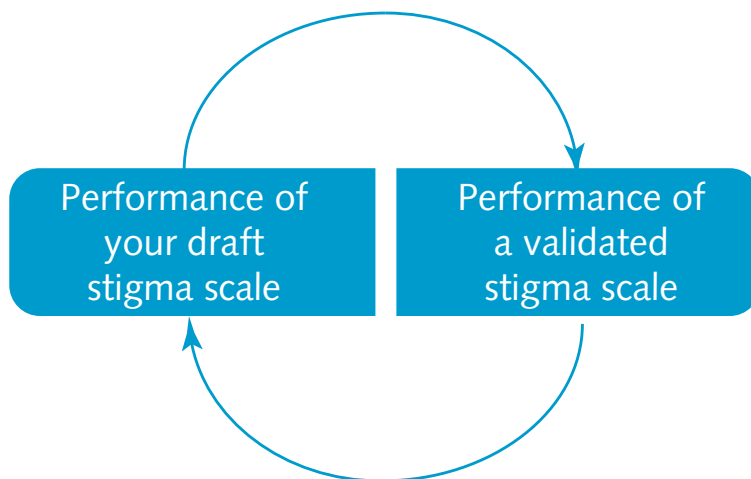 Performance of
your draft
stigma scale
Performance of
a validated
stigma scale